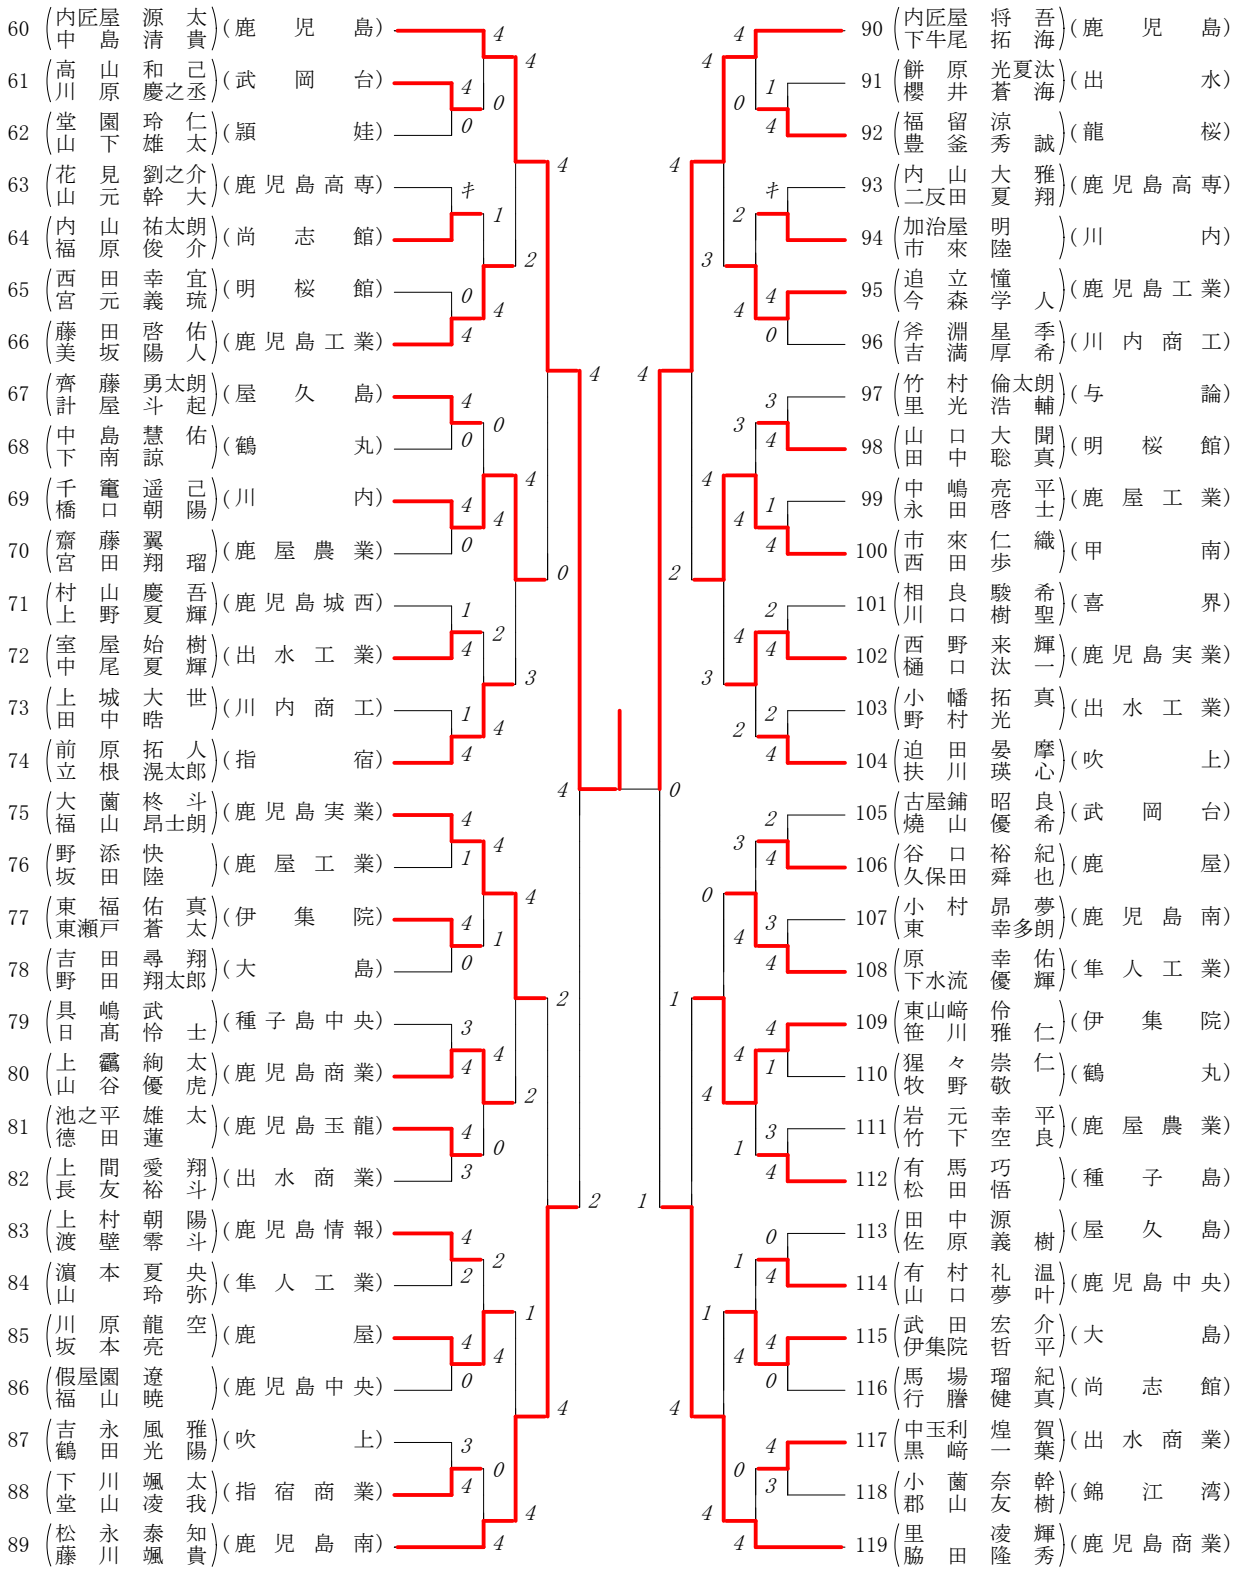 60 (内匠屋 源太 中島清貴) (鹿児島)
61 (高山和己 川原慶之丞) (武岡台)
62 (堂園玲仁 山下雄太) (頴娃)
63 (花見劉之介 山元幹大) (鹿児島高専)
64 (内山祐太朗 福原俊介) (尚志館)
65 (西田幸宜 宮元義琉) (明桜館)
66 (藤田啓佑 美坂陽人) (鹿児島工業)
67 (齊藤勇太朗 計屋斗起) (屋久島)
68 (中島慧佑 下南諒) (鶴丸)
69 (千竃遥己 橋口朝陽) (川内)
70 (齋藤翼 宮田翔瑠) (鹿屋農業)
71 (村山慶吾 上野夏輝) (鹿児島城西)
72 (室屋始樹 中尾夏輝) (出水工業)
73 (上城大世 田中晧) (川内商工)
74 (前原拓人 立根滉太郎) (指宿)
75 (大薗柊斗 福山昂士朗) (鹿児島実業)
76 (野添快 坂田陸) (鹿屋工業)
77 (東福佑真 東瀬戸蒼太) (伊集院)
78 (吉田尋翔 野田翔太郎) (大島)
79 (具嶋武 日髙怜士) (種子島中央)
80 (上靏絢太 山谷優虎) (鹿児島商業)
81 (池之平雄太 德田蓮) (鹿児島玉龍)
82 (上間愛翔 長友裕斗) (出水商業)
83 (上村朝陽 渡壁零斗) (鹿児島情報)
84 (濵本夏央 山玲弥) (隼人工業)
85 (川原龍空 坂本亮) (鹿屋)
86 (假屋園遼 福山暁) (鹿児島中央)
87 (吉永風雅 鶴田光陽) (吹上)
88 (下川颯太 堂山凌我) (指宿商業)
89 (松永泰知 藤川颯貴) (鹿児島南)
90 (内匠屋将吾 下牛尾拓海) (鹿児島)
91 (餅原光夏汰 櫻井蒼海) (出水)
92 (福留涼 豊釜秀誠) (龍桜)
93 (内山大雅 二反田夏翔) (鹿児島高専)
94 (加治屋明 市來陸) (川内)
95 (追立憧 今森学人) (鹿児島工業)
96 (斧淵星季 吉満厚希) (川内商工)
97 (竹村倫太朗 里光浩輔) (与論)
98 (山口大聞 田中聡真) (明桜館)
99 (中嶋亮平 永田啓士) (鹿屋工業)
100 (市來仁織 西田歩) (甲南)
101 (相良駿希 川口樹聖) (喜界)
102 (西野来輝 樋口汰一) (鹿児島実業)
103 (小幡拓真 野村光) (出水工業)
104 (迫田晏摩 扶川瑛心) (吹上)
105 (古屋鋪昭良 燒山優希) (武岡台)
106 (谷口裕紀 久保田舜也) (鹿屋)
107 (小村昴夢 東幸多朗) (鹿児島南)
108 (原幸佑 下水流優輝) (隼人工業)
109 (東山﨑伶 笹川雅仁) (伊集院)
110 (猩々崇仁 牧野敬) (鶴丸)
111 (岩元幸平 竹下空良) (鹿屋農業)
112 (有馬巧 松田悟) (種子島)
113 (田中源 佐原義樹) (屋久島)
114 (有村礼温 山口夢叶) (鹿児島中央)
115 (武田宏介 伊集院哲平) (大島)
116 (馬場瑠紀 行謄健真) (尚志館)
117 (中玉利煌賀 黒﨑一葉) (出水商業)
118 (小薗奈幹 郡山友樹) (錦江湾)
119 (里凌輝 脇田隆秀) (鹿児島商業)